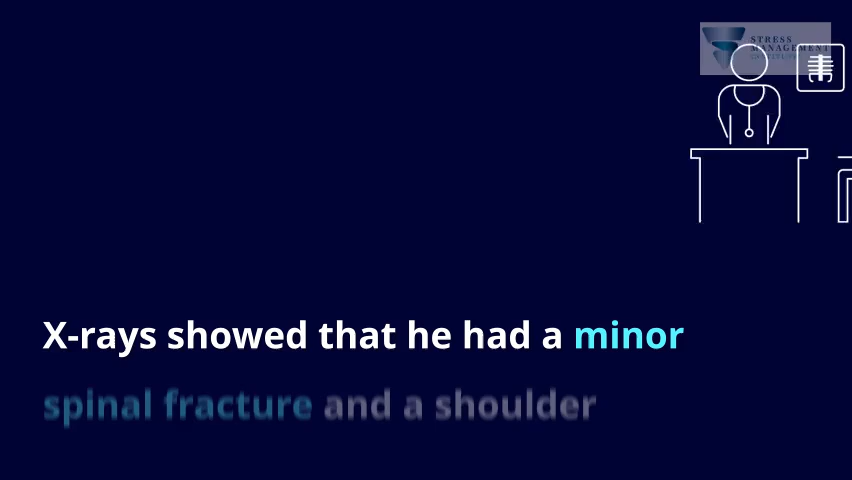 STRESS
MANAGEMENT
X-rays showed that he had a minor
spinal fracture and a shoulder